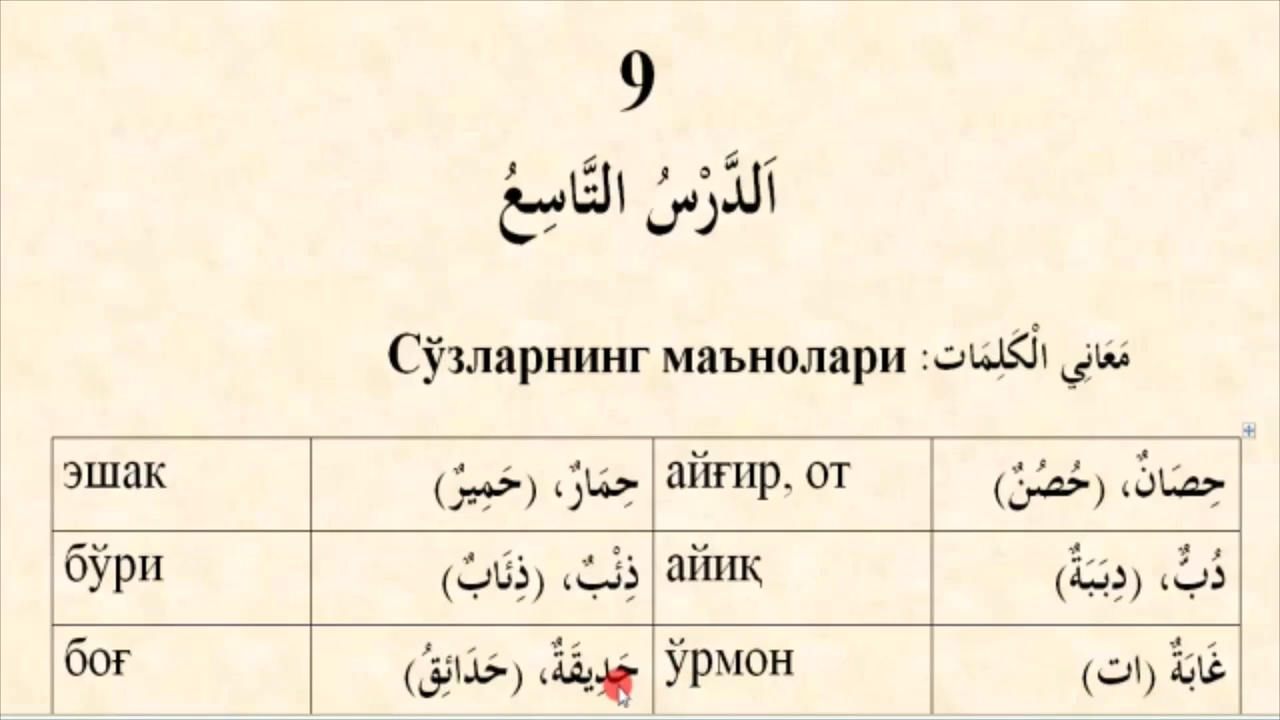 9
اَلدَّرْسُ التَّاسِعُ
مَعَانِي الْكَلِمَات: Сўзларнинг маънолари
حِصَانٌ، (حُصُنٌ) айғир, от حِمَارٌ، (حَمِيرٌ) эшак
دُبٌّ، (دِبَبَةٌ) айиқ ذِئْبٌ، (ذِئَابٌ) бўри
غَابَةٌ (ات) ўрмон حَدِيقَةٌ، (حَدَائِقُ) боғ